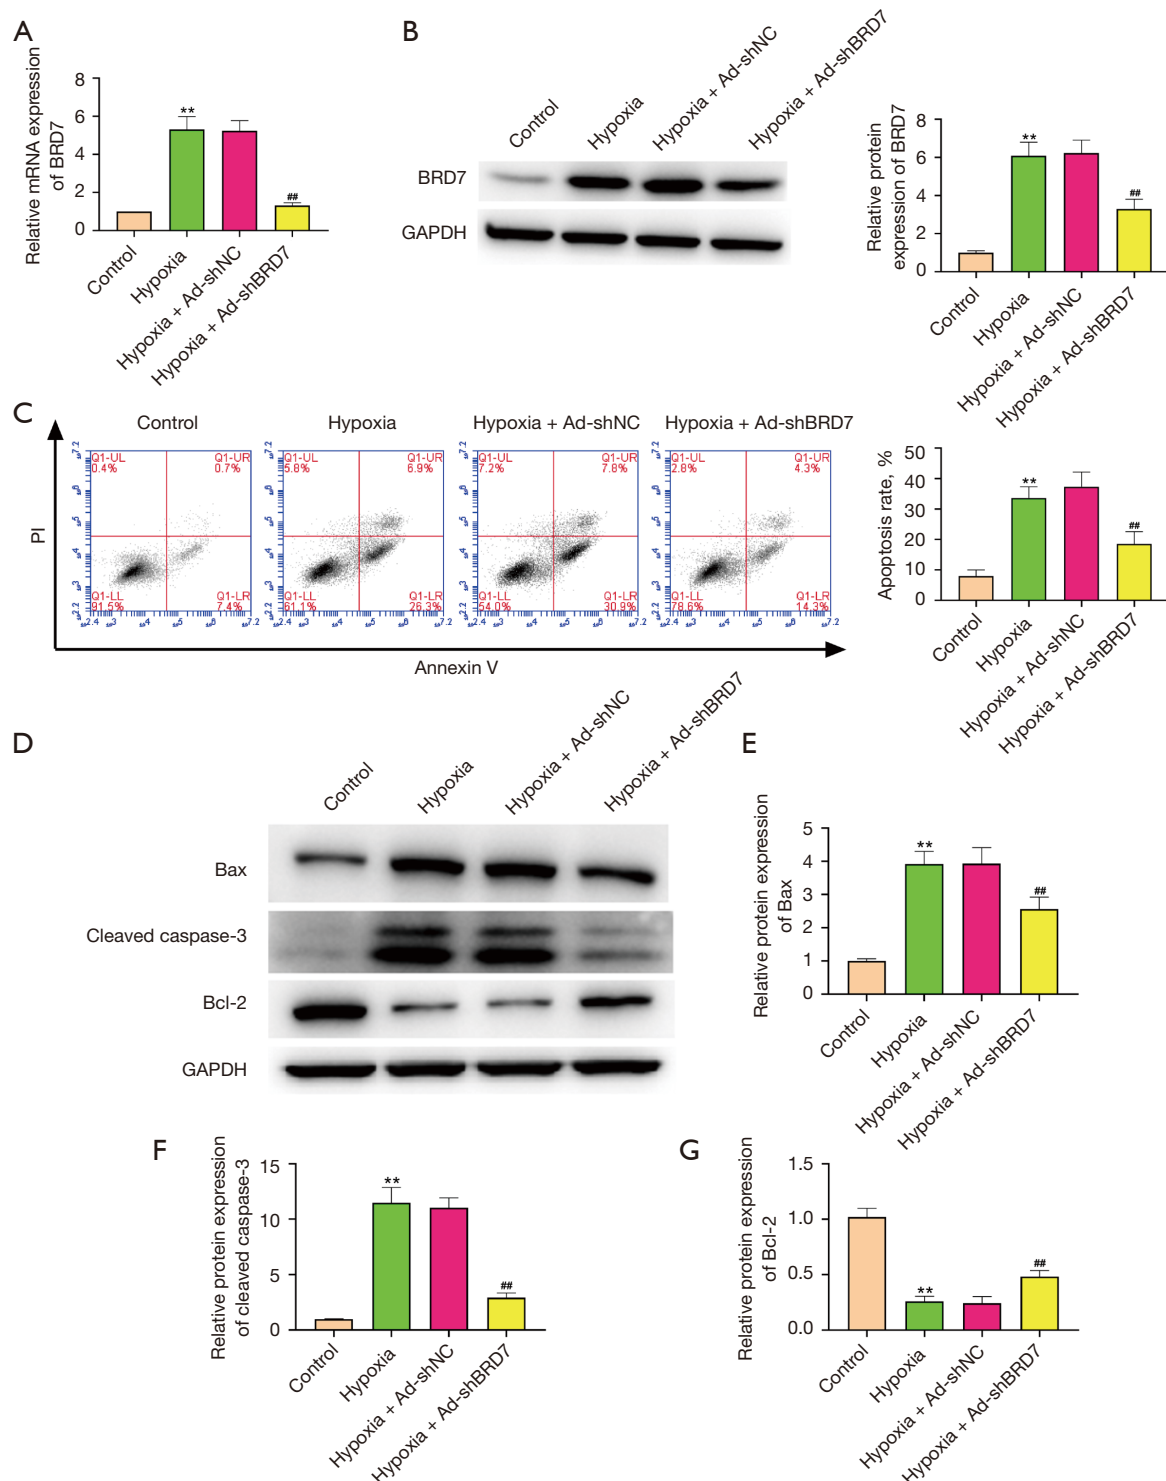 A
Relative mRNA expression
of BRD7
8
6
4
2
0
**
##
Control
Hypoxia
Hypoxia + Ad-shNC
Hypoxia + Ad-shBRD7
B
Control
Hypoxia
Hypoxia + Ad-shNC
Hypoxia + Ad-shBRD7
BRD7
GAPDH
Relative protein
expression of BRD7
8
6
4
2
0
**
##
Control
Hypoxia
Hypoxia + Ad-shNC
Hypoxia + Ad-shBRD7
C
PI
Annexin V
Control
Q1-UL
0.4%
Q1-UR
0.7%
Q1-LL
91.5%
Q1-LR
7.4%
Hypoxia
Q1-UL
5.8%
Q1-UR
6.9%
Q1-LL
61.1%
Q1-LR
26.3%
Hypoxia + Ad-shNC
Q1-UL
7.2%
Q1-UR
7.8%
Q1-LL
54.0%
Q1-LR
30.9%
Hypoxia + Ad-shBRD7
Q1-UL
2.8%
Q1-UR
4.3%
Q1-LL
78.6%
Q1-LR
14.3%
Apoptosis rate, %
50
40
30
20
10
0
**
##
Control
Hypoxia
Hypoxia + Ad-shNC
Hypoxia + Ad-shBRD7
D
Control
Hypoxia
Hypoxia + Ad-shNC
Hypoxia + Ad-shBRD7
Bax
Cleaved caspase-3
Bcl-2
GAPDH
E
Relative protein expression
of Bax
5
4
3
2
1
0
**
##
Control
Hypoxia
Hypoxia + Ad-shNC
Hypoxia + Ad-shBRD7
F
Relative protein expression
of cleaved caspase-3
15
10
5
0
**
##
Control
Hypoxia
Hypoxia + Ad-shNC
Hypoxia + Ad-shBRD7
G
Relative protein expression
of Bcl-2
1.5
1.0
0.5
0.0
**
##
Control
Hypoxia
Hypoxia + Ad-shNC
Hypoxia + Ad-shBRD7